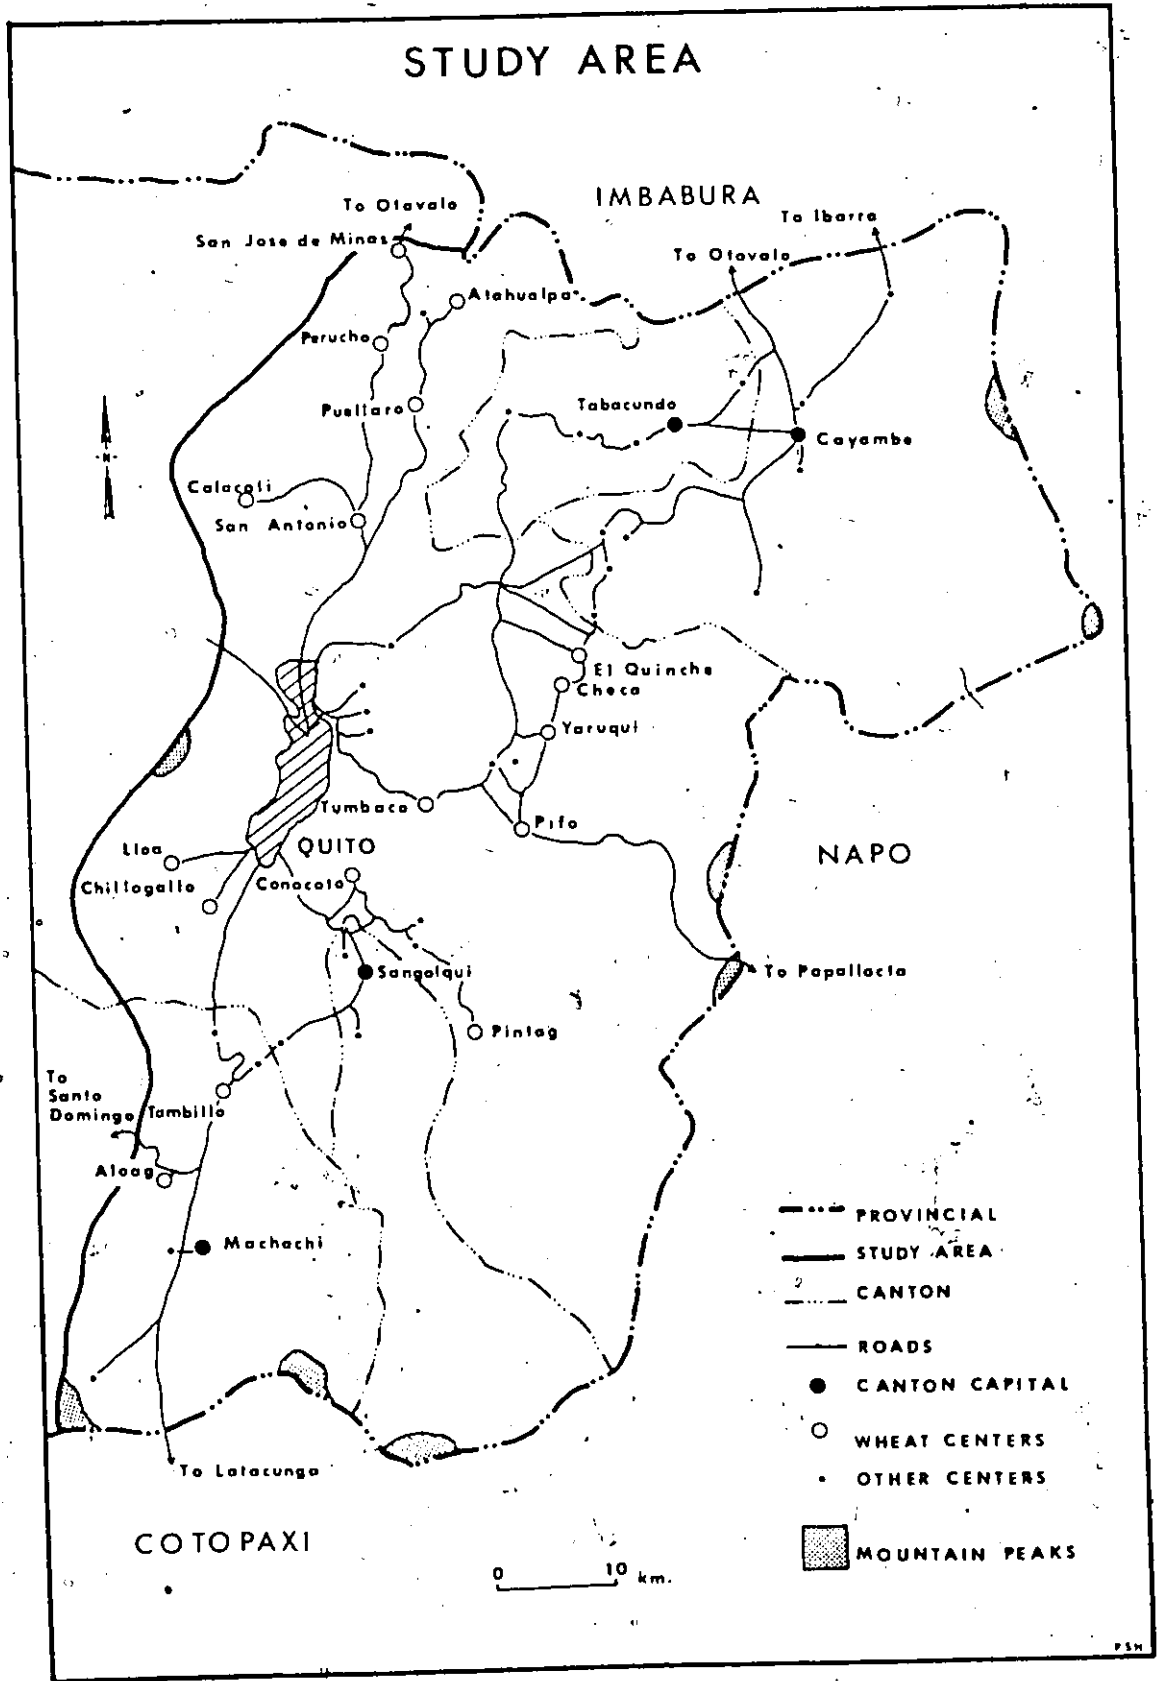 STUDY AREA
IMBABURA
To Otavalo
To Ibarra
San Jose de Minas
To Otavalo
Atahualpa
Perucho
Puellaro
Tabacundo
Cayambe
Calacali
San Antonio
El Quinche
Checa
Yaruqui
Tumbaco
Pifo
Lloa
QUITO
NAPO
Chillogallo
Conocoto
Sangolqui
To Papallacta
Pintag
To
Santo
Domingo
Tambillo
Aloag
Machachi
PROVINCIAL
STUDY AREA
CANTON
ROADS
CANTON CAPITAL
WHEAT CENTERS
OTHER CENTERS
MOUNTAIN PEAKS
To Latacunga
COTOPAXI
0 10 km.
N
PSH